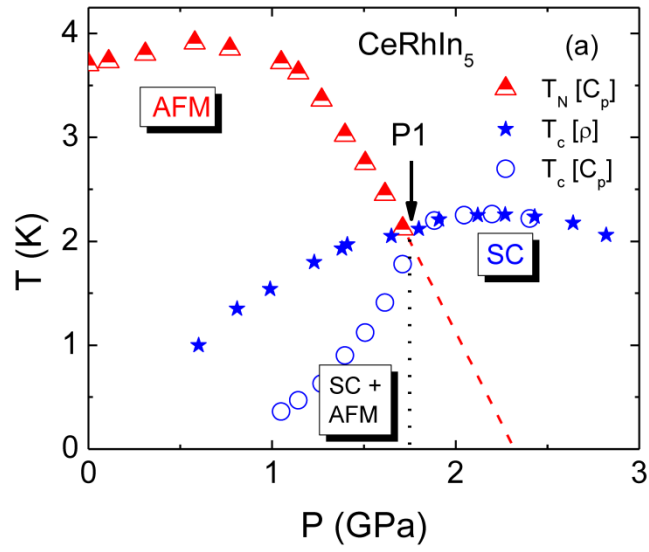 CeRhIn5
(a)
T_N [C_p]
T_c [ρ]
T_c [C_p]
AFM
P1
SC
SC +
AFM
T (K)
4
3
2
1
0
0
1
2
3
P (GPa)